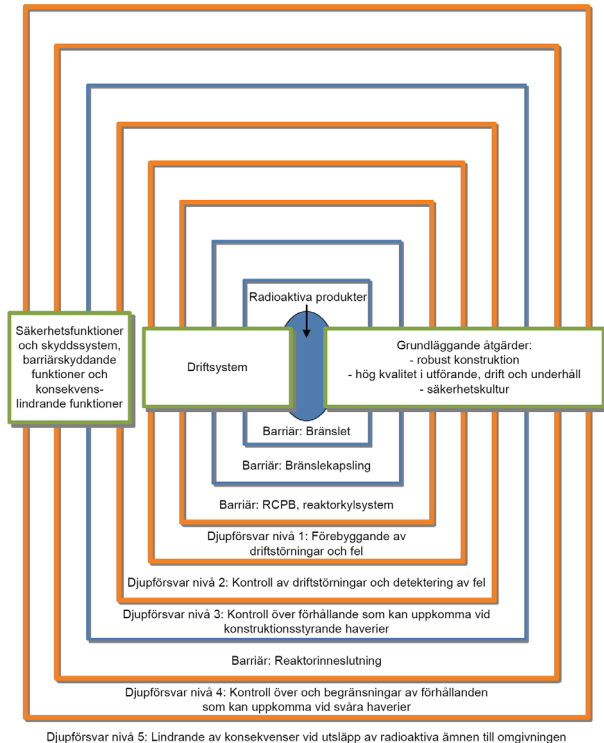 Radioaktiva produkter
Säkerhetsfunktioner
och skyddssystem,
barriärskyddande
funktioner och
konsekvens-
lindrande funktioner
Driftsystem
Grundläggande åtgärder:
- robust konstruktion
- hög kvalitet i utförande, drift och underhåll
- säkerhetskultur
Barriär: Bränslet
Barriär: Bränslekapsling
Barriär: RCPB, reaktorkylsystem
Djupförsvar nivå 1: Förebyggande av
driftstörningar och fel
Djupförsvar nivå 2: Kontroll av driftstörningar och detektering av fel
Djupförsvar nivå 3: Kontroll över förhållande som kan uppkomma vid
konstruktionsstyrande haverier
Barriär: Reaktorinneslutning
Djupförsvar nivå 4: Kontroll över och begränsningar av förhållanden
som kan uppkomma vid svåra haverier
Djupförsvar nivå 5: Lindrande av konsekvenser vid utsläpp av radioaktiva ämnen till omgivningen